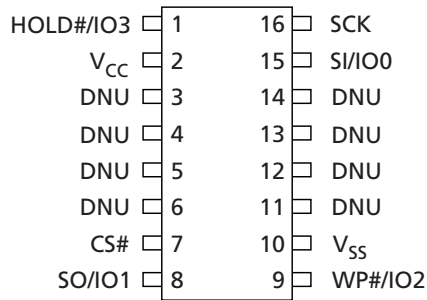 HOLD#/IO3 1 16 SCK
VCC 2 15 SI/IO0
DNU 3 14 DNU
DNU 4 13 DNU
DNU 5 12 DNU
DNU 6 11 DNU
CS# 7 10 VSS
SO/IO1 8 9 WP#/IO2